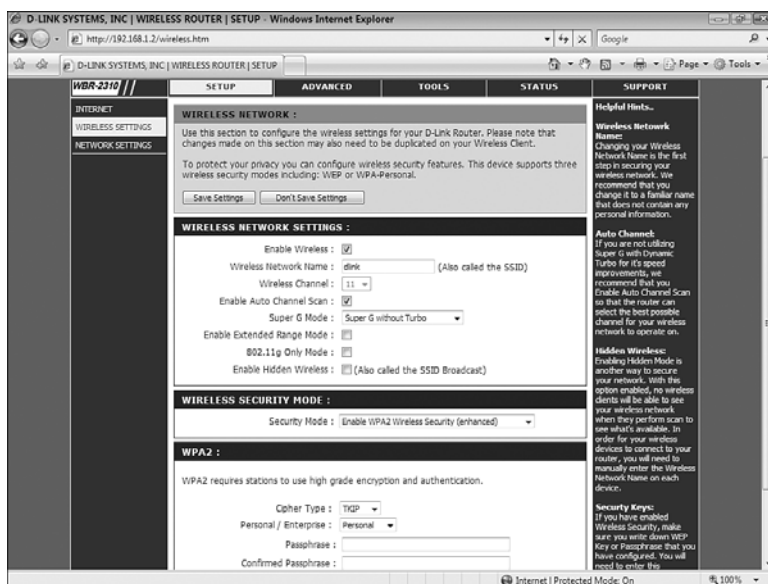 D-LINK SYSTEMS, INC | WIRELESS ROUTER | SETUP - Windows Internet Explorer
http://192.168.1.2/wireless.htm
Google
D-LINK SYSTEMS, INC | WIRELESS ROUTER | SETUP
Page
Tools
WBR-2310
SETUP
ADVANCED
TOOLS
STATUS
SUPPORT
INTERNET
WIRELESS SETTINGS
NETWORK SETTINGS
WIRELESS NETWORK :
Use this section to configure the wireless settings for your D-Link Router. Please note that
changes made on this section may also need to be duplicated on your Wireless Client.
To protect your privacy you can configure wireless security features. This device supports three
wireless security modes including: WEP or WPA-Personal.
Save Settings
Don't Save Settings
WIRELESS NETWORK SETTINGS :
Enable Wireless :
Wireless Network Name : dlink (Also called the SSID)
Wireless Channel : 11
Enable Auto Channel Scan :
Super G Mode : Super G without Turbo
Enable Extended Range Mode :
802.11g Only Mode :
Enable Hidden Wireless : (Also called the SSID Broadcast)
WIRELESS SECURITY MODE :
Security Mode : Enable WPA2 Wireless Security (enhanced)
WPA2 :
WPA2 requires stations to use high grade encryption and authentication.
Cipher Type : TKIP
Personal / Enterprise : Personal
Passphrase :
Confirmed Passphrase :
Helpful Hints..
Wireless Netowrk
Name:
Changing your Wireless
Network Name is the first
step in securing your
wireless network. We
recommend that you
change it to a familiar name
that does not contain any
personal information.
Auto Channel:
If you are not utilizing
Super G with Dynamic
Turbo for it's speed
improvements, we
recommend that you
Enable Auto Channel Scan
so that the router can
select the best possible
channel for your wireless
network to operate on.
Hidden Wireless:
Enabling Hidden Mode is
another way to secure
your network. With this
option enabled, no wireless
clients will be able to see
your wireless network
when they perform scan to
see what's available. In
order for your wireless
devices to connect to your
router, you will need to
manually enter the Wireless
Network Name on each
device.
Securty Keys:
If you have enabled
Wireless Security, make
sure you write down WEP
Key or Passphrase that you
have configured. You will
need to enter this
Internet | Protected Mode: On
100%